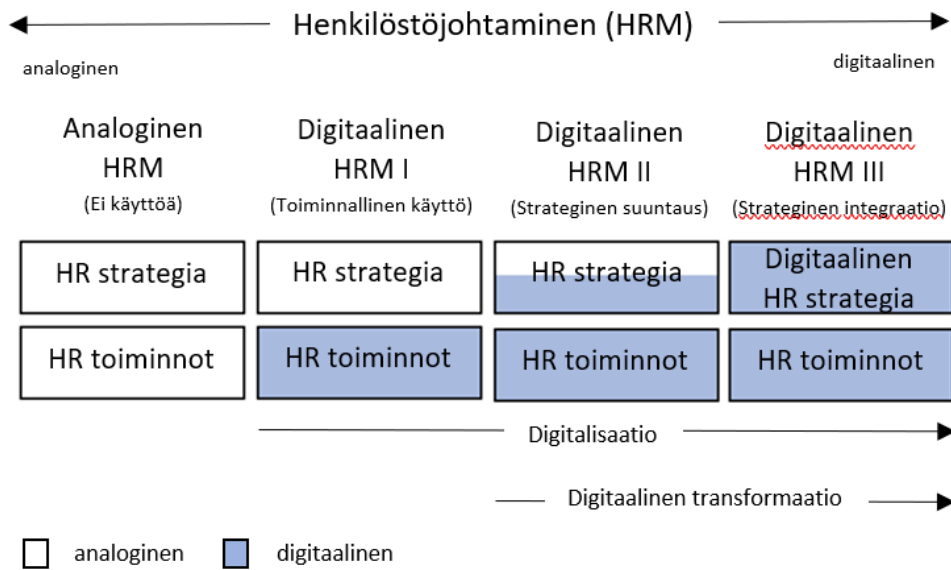 Henkilöstöjohtaminen (HRM)
analoginen
digitaalinen
Analoginen
HRM
(Ei käyttöä)
Digitaalinen
HRM I
(Toiminnallinen käyttö)
Digitaalinen
HRM II
(Strateginen suuntaus)
Digitaalinen
HRM III
(Strateginen integraatio)
HR strategia
HR strategia
HR strategia
Digitaalinen
HR strategia
HR toiminnot
HR toiminnot
HR toiminnot
HR toiminnot
Digitalisaatio
Digitaalinen transformaatio
analoginen
digitaalinen